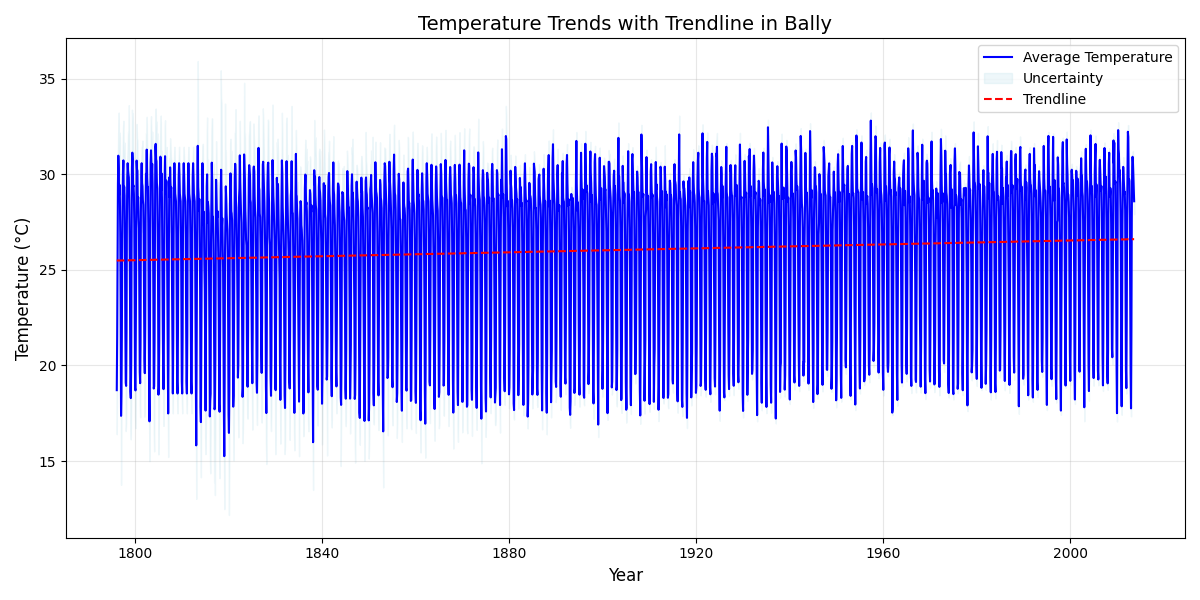 Temperature Trends with Trendline in Bally
Average Temperature
Uncertainty
Trendline
Temperature (°C)
35
30
25
20
15
1800
1840
1880
1920
1960
2000
Year